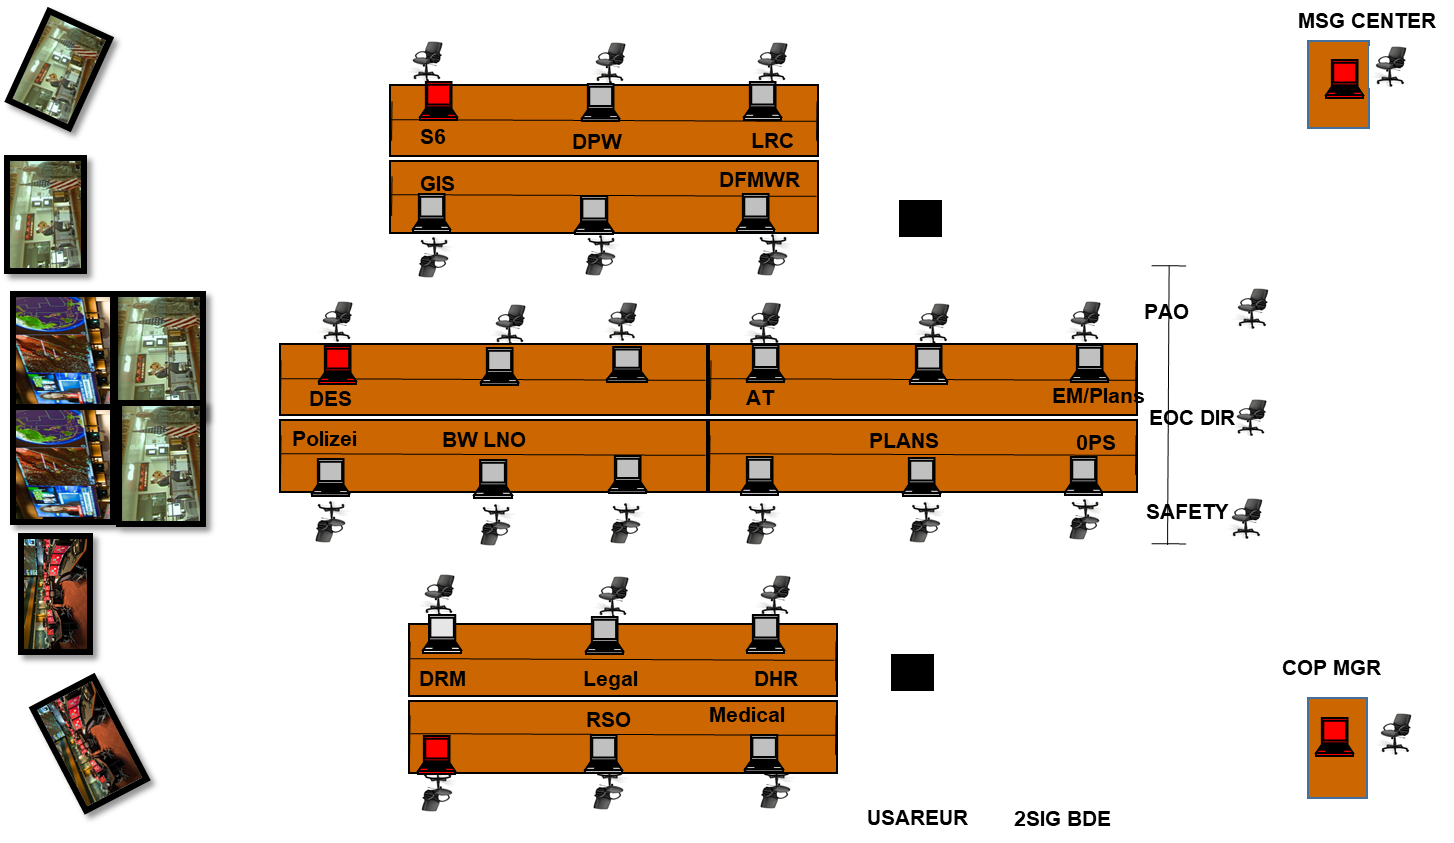 MSG CENTER
S6
DPW
LRC
GIS
DFMWR
PAO
DES
AT
EM/Plans
EOC DIR
Polizei
BW LNO
PLANS
0PS
SAFETY
DRM
Legal
DHR
COP MGR
RSO
Medical
USAREUR
2SIG BDE